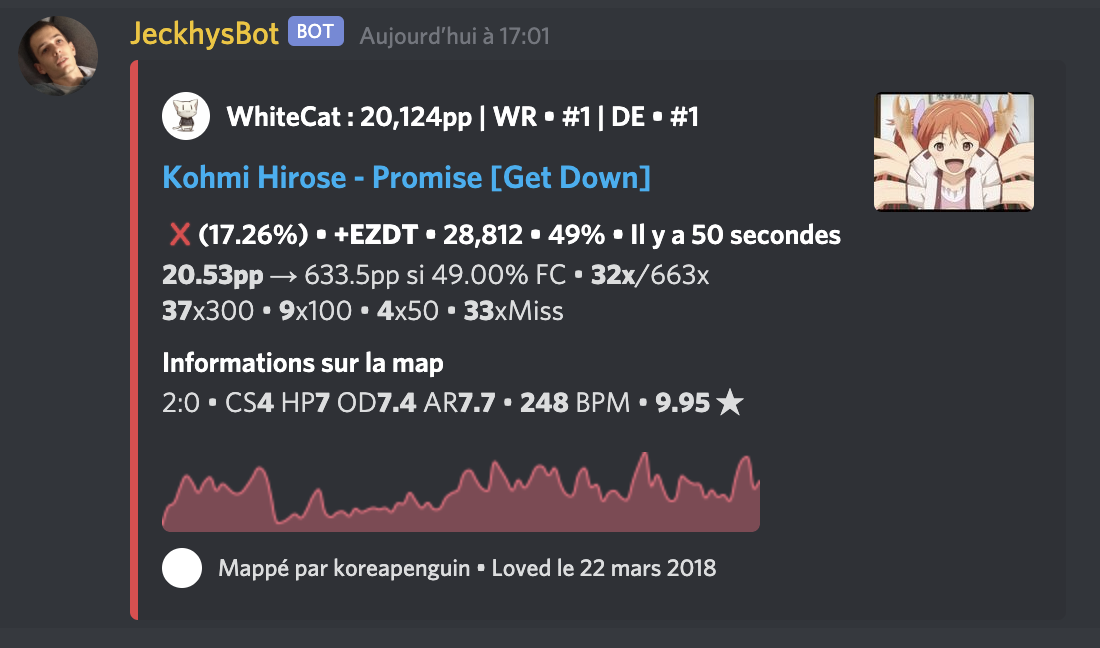 JeckhysBot BOT Aujourd'hui à 17:01
WhiteCat : 20,124pp | WR • #1 | DE • #1
Kohmi Hirose - Promise [Get Down]
❌ (17.26%) • +EZDT • 28,812 • 49% • Il y a 50 secondes
20.53pp → 633.5pp si 49.00% FC • 32x/663x
37x300 • 9x100 • 4x50 • 33xMiss
Informations sur la map
2:0 • CS4 HP7 OD7.4 AR7.7 • 248 BPM • 9.95 ★
Mappé par koreapenguin • Loved le 22 mars 2018